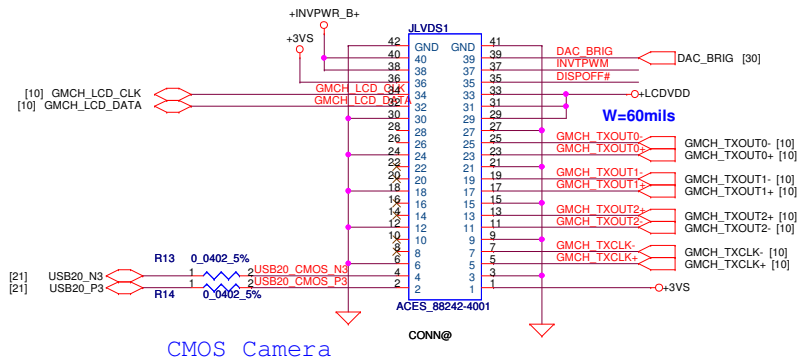 +INVPWR_B+
+3VS
JLVDS1
42 GND GND 41
40 40 39 39 DAC_BRIG DAC_BRIG [30]
38 38 37 37 INVTPWM
36 36 35 35 DISPOFF#
[10] GMCH_LCD_CLK GMCH_LCD_CLK 34 34 33 33 +LCDVDD
[10] GMCH_LCD_DATA GMCH_LCD_DATA 32 32 31 31
30 30 29 29 W=60mils
28 28 27 27
26 26 25 25 GMCH_TXOUT0- GMCH_TXOUT0- [10]
24 24 23 23 GMCH_TXOUT0+ GMCH_TXOUT0+ [10]
22 22 21 21
20 20 19 19 GMCH_TXOUT1- GMCH_TXOUT1- [10]
18 18 17 17 GMCH_TXOUT1+ GMCH_TXOUT1+ [10]
16 16 15 15
14 14 13 13 GMCH_TXOUT2+ GMCH_TXOUT2+ [10]
12 12 11 11 GMCH_TXOUT2- GMCH_TXOUT2- [10]
10 10 9 9
8 8 7 7 GMCH_TXCLK- GMCH_TXCLK- [10]
6 6 5 5 GMCH_TXCLK+ GMCH_TXCLK+ [10]
R13 0_0402_5%
[21] USB20_N3 1 2 USB20_CMOS_N3 4 4 3 3
[21] USB20_P3 1 2 USB20_CMOS_P3 2 2 1 1 +3VS
R14 0_0402_5%
ACES_88242-4001
CONN@
CMOS Camera